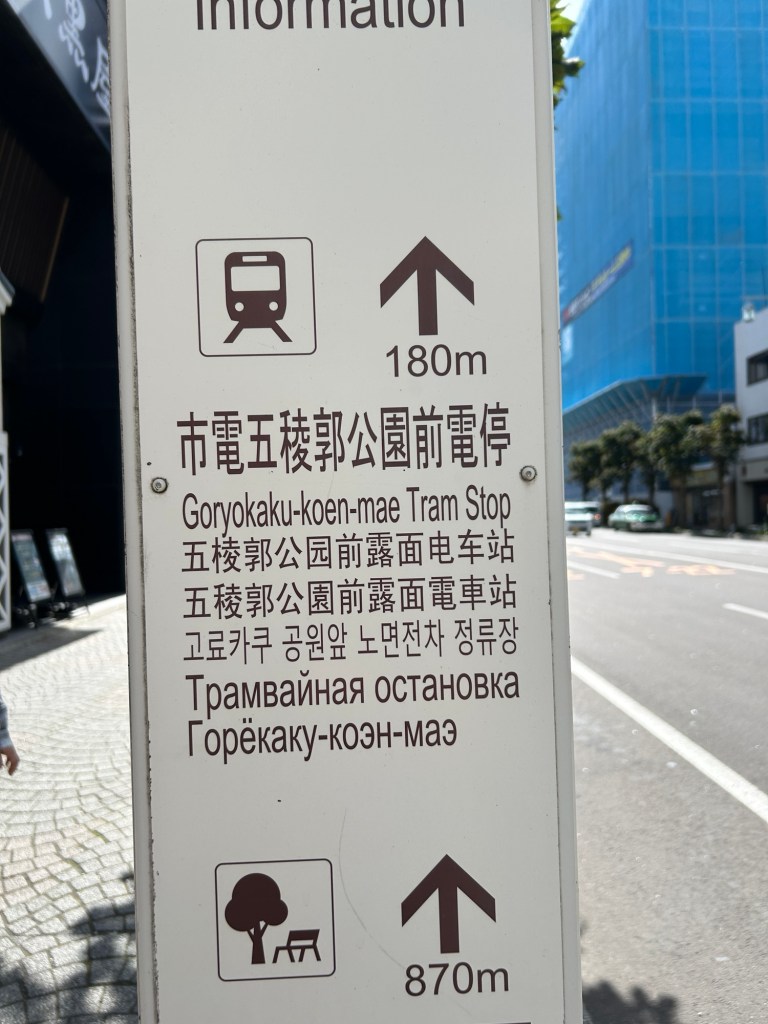 Information
180m
市電五稜郭公園前電停
Goryokaku-koen-mae Tram Stop
五棱郭公园前露面电车站
五稜郭公園前露面電車站
고료카쿠 공원앞 노면전차 정류장
Трамвайная остановка
Горёкаку-коэн-маэ
870m